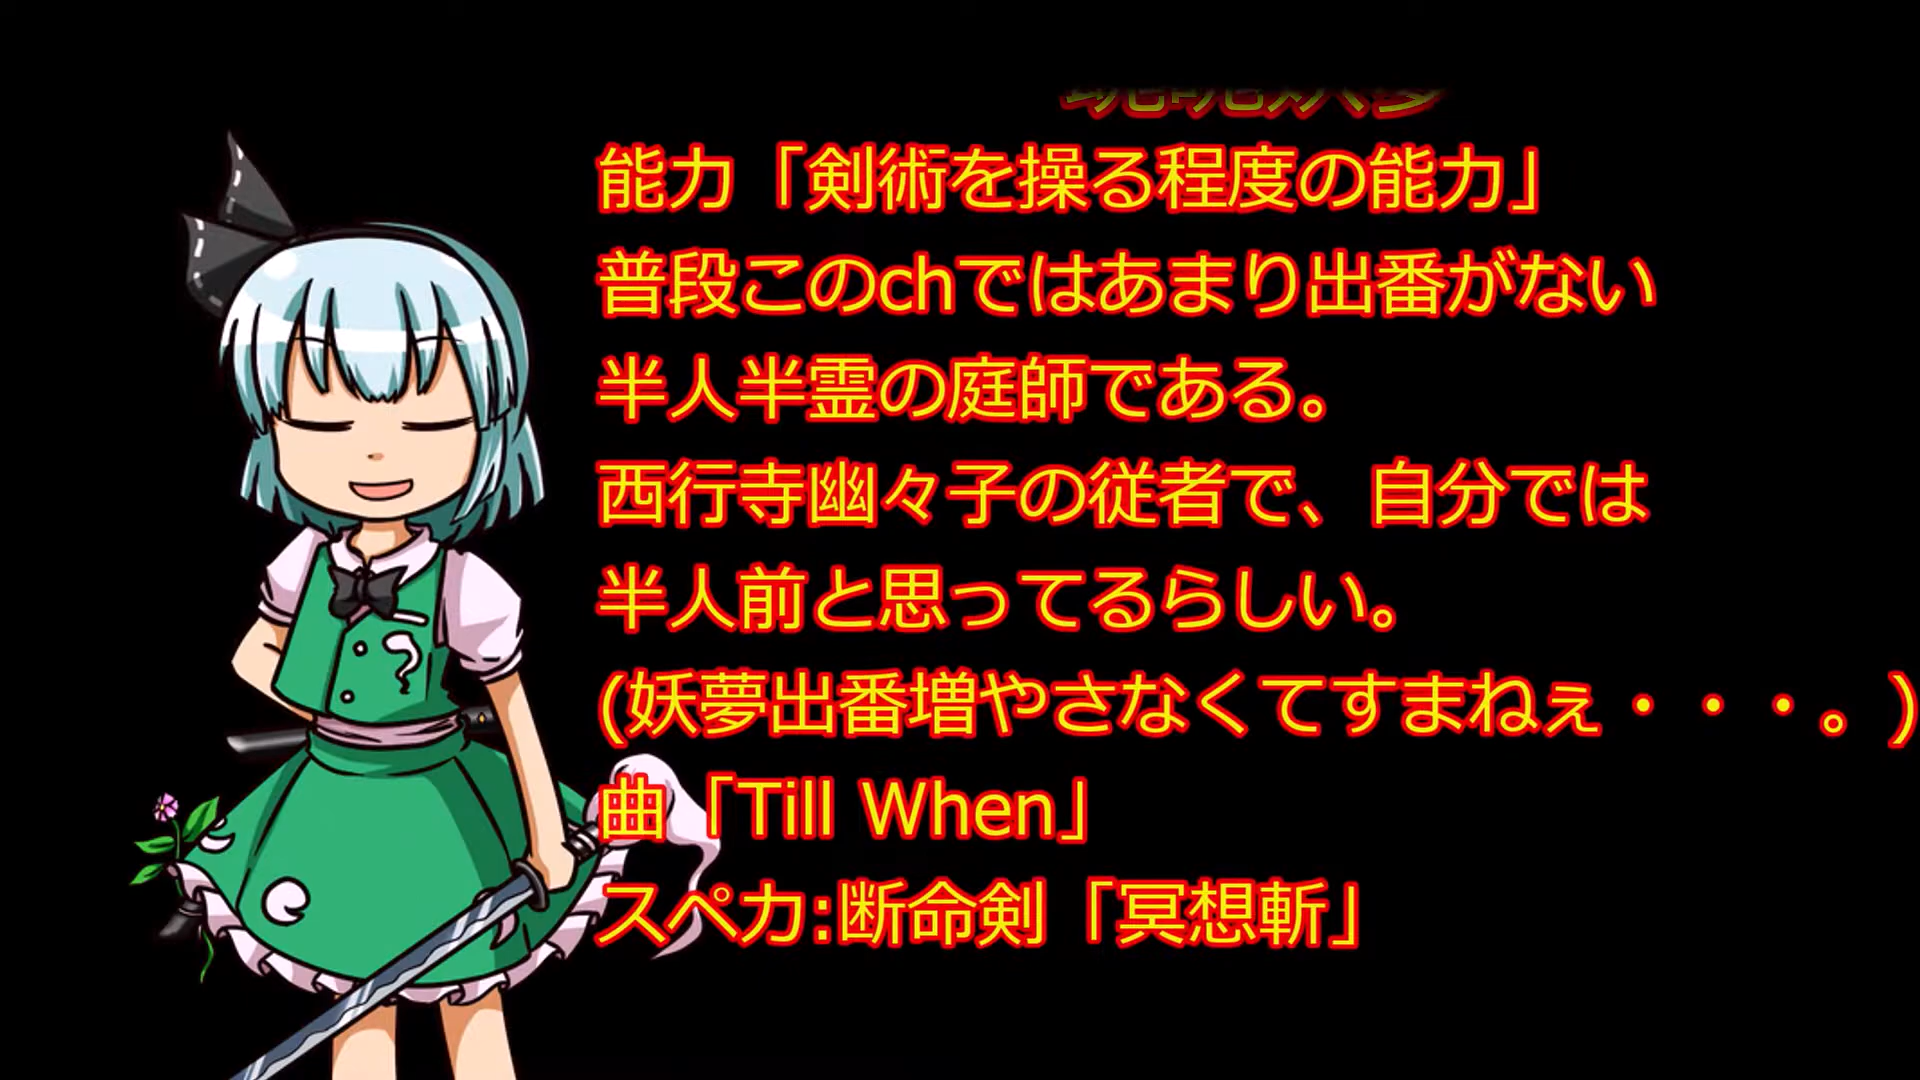 魂魄妖夢
能力「剣術を操る程度の能力」
普段このchではあまり出番がない
半人半霊の庭師である。
西行寺幽々子の従者で、自分では
半人前と思ってるらしい。
(妖夢出番増やさなくてすまねぇ・・・。)
曲「Till When」
スペカ:断命剣「冥想斬」